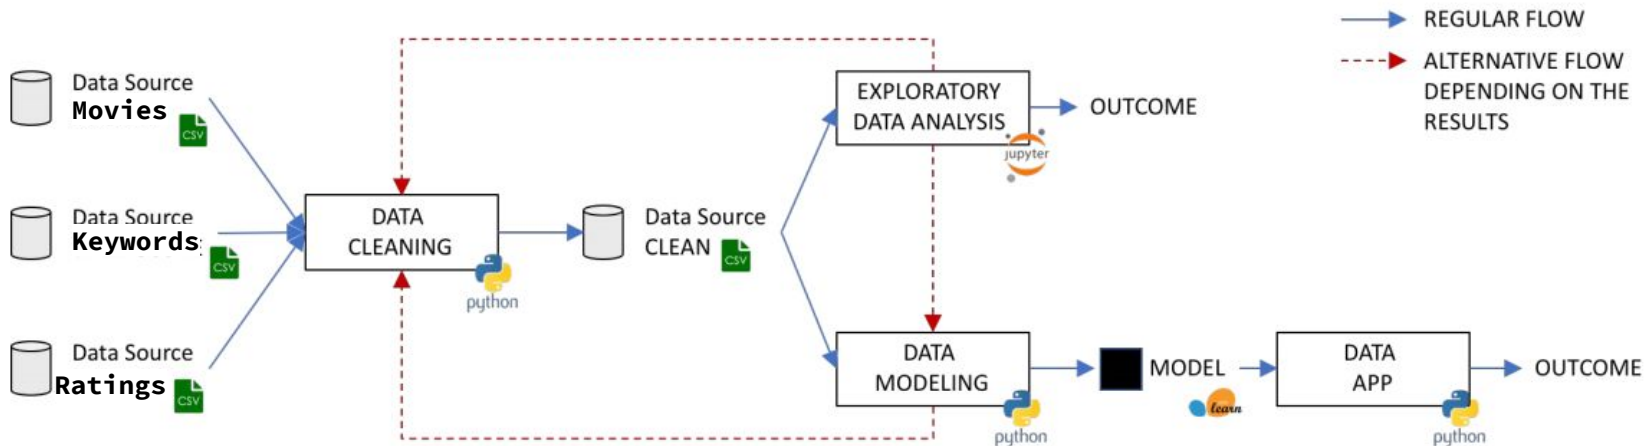 REGULAR FLOW
ALTERNATIVE FLOW
DEPENDING ON THE
RESULTS
Data Source
Movies
CSV
Data Source
Keywords
CSV
Data Source
Ratings
CSV
DATA
CLEANING
python
Data Source
CLEAN
CSV
EXPLORATORY
DATA ANALYSIS
jupyter
OUTCOME
DATA
MODELING
python
MODEL
learn
DATA
APP
python
OUTCOME